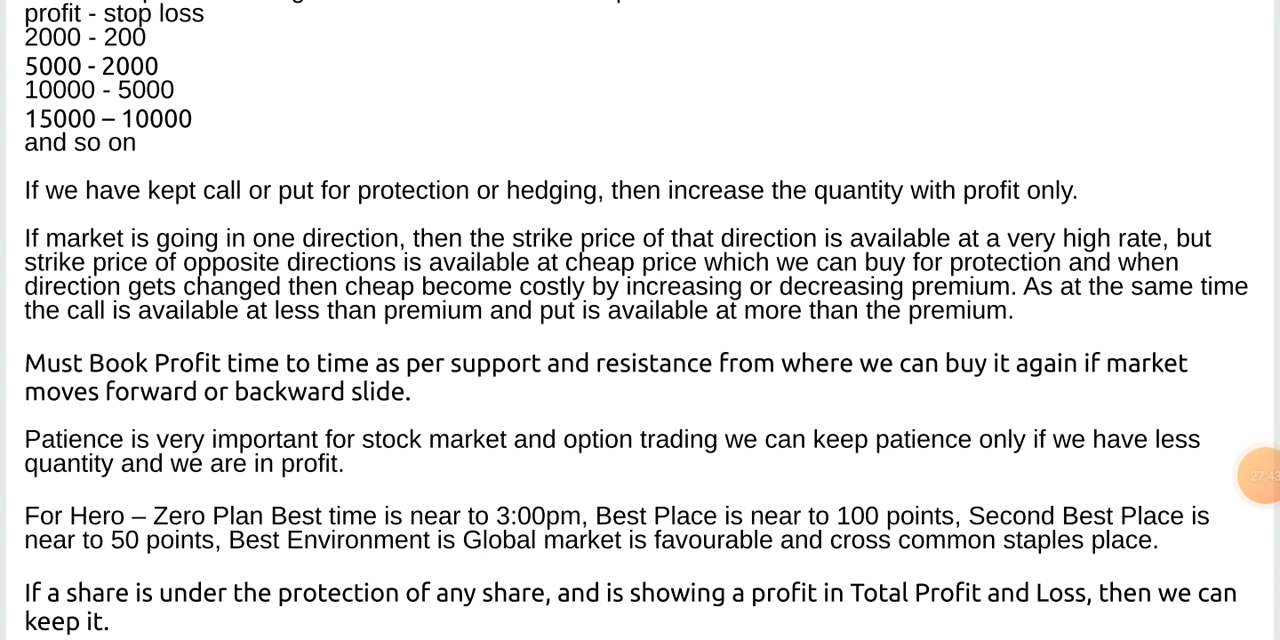 profit - stop loss
2000 - 200
5000 - 2000
10000 - 5000
15000 – 10000
and so on
If we have kept call or put for protection or hedging, then increase the quantity with profit only.
If market is going in one direction, then the strike price of that direction is available at a very high rate, but
strike price of opposite directions is available at cheap price which we can buy for protection and when
direction gets changed then cheap become costly by increasing or decreasing premium. As at the same time
the call is available at less than premium and put is available at more than the premium.
Must Book Profit time to time as per support and resistance from where we can buy it again if market
moves forward or backward slide.
Patience is very important for stock market and option trading we can keep patience only if we have less
quantity and we are in profit.
For Hero – Zero Plan Best time is near to 3:00pm, Best Place is near to 100 points, Second Best Place is
near to 50 points, Best Environment is Global market is favourable and cross common staples place.
If a share is under the protection of any share, and is showing a profit in Total Profit and Loss, then we can
keep it.
27:43